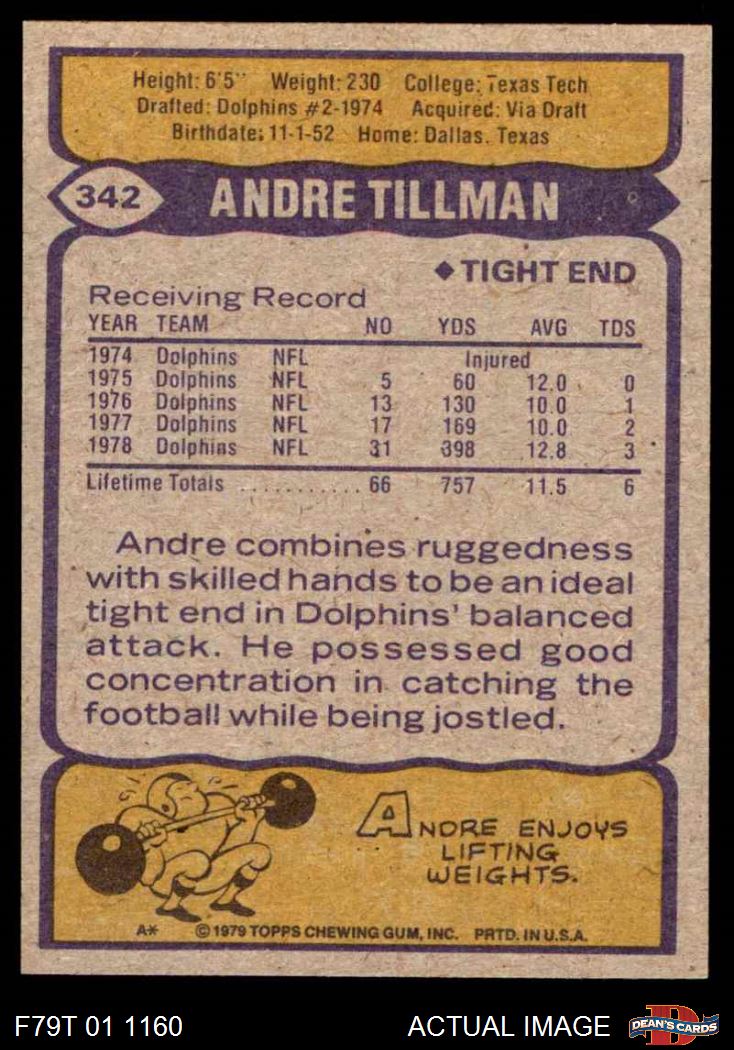 Height: 6'5" Weight: 230 College: Texas Tech
Drafted: Dolphins #2-1974 Acquired: Via Draft
Birthdate: 11-1-52 Home: Dallas, Texas
342 ANDRE TILLMAN
◆ TIGHT END
Receiving Record
YEAR TEAM NO YDS AVG TDS
1974 Dolphins NFL Injured
1975 Dolphins NFL 5 60 12.0 0
1976 Dolphins NFL 13 130 10.0 1
1977 Dolphins NFL 17 169 10.0 2
1978 Dolphins NFL 31 398 12.8 3
Lifetime Totals ........... 66 757 11.5 6
Andre combines ruggedness
with skilled hands to be an ideal
tight end in Dolphins' balanced
attack. He possessed good
concentration in catching the
football while being jostled.
ANDRE ENJOYS
LIFTING
WEIGHTS.
A* © 1979 TOPPS CHEWING GUM, INC. PRTD. IN U.S.A.
F79T 01 1160 ACTUAL IMAGE DEAN'S CARDS